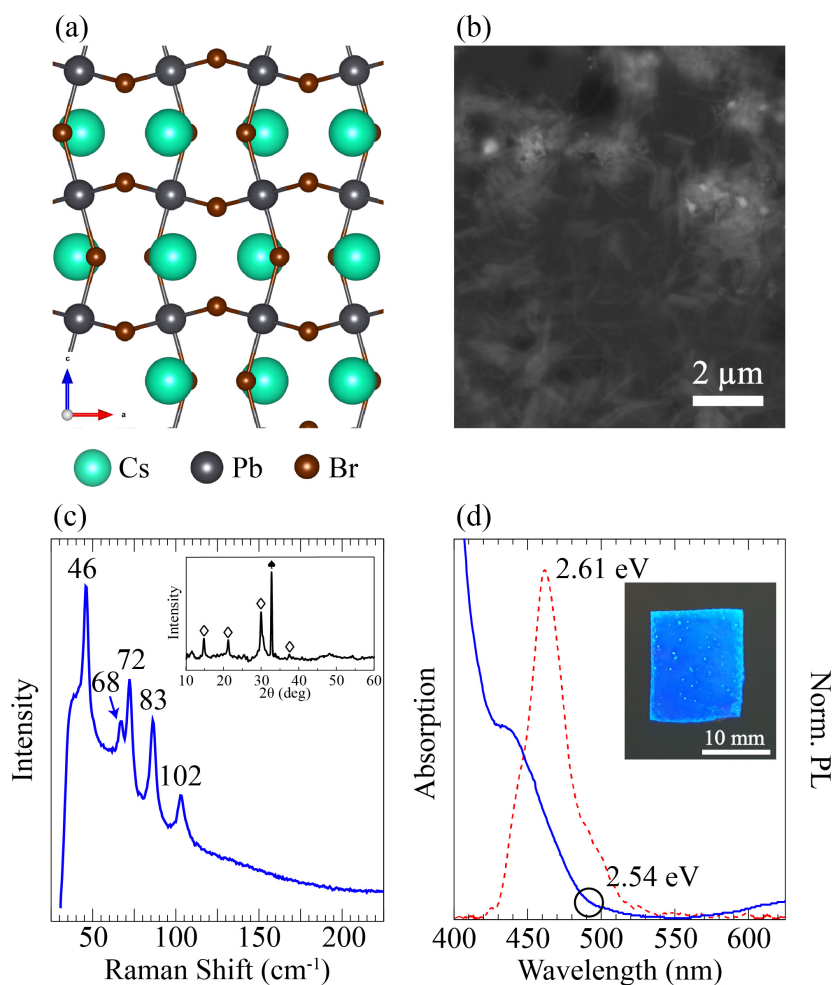 (a)
(b)
c
a
2 µm
Cs Pb Br
(c)
(d)
46
68
72
83
102
Intensity
10 20 30 40 50 60
2θ (deg)
Intensity
50 100 150 200
Raman Shift (cm-1)
2.61 eV
10 mm
2.54 eV
Absorption
Norm. PL
400 450 500 550 600
Wavelength (nm)